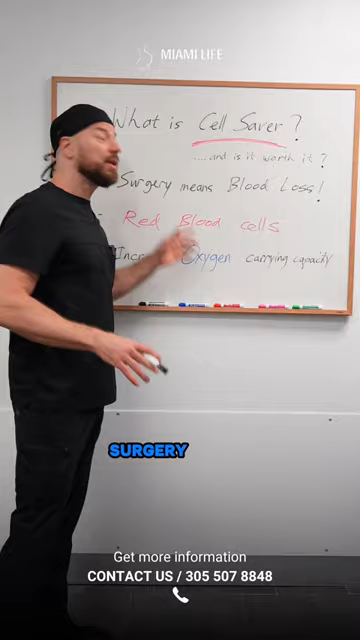 MIAMI LIFE
What is Cell Saver?
....and is it worth it?
Surgery means Blood Loss!
- Red Blood cells
Incr Oxygen carrying capacity
SURGERY
Get more information
CONTACT US / 305 507 8848